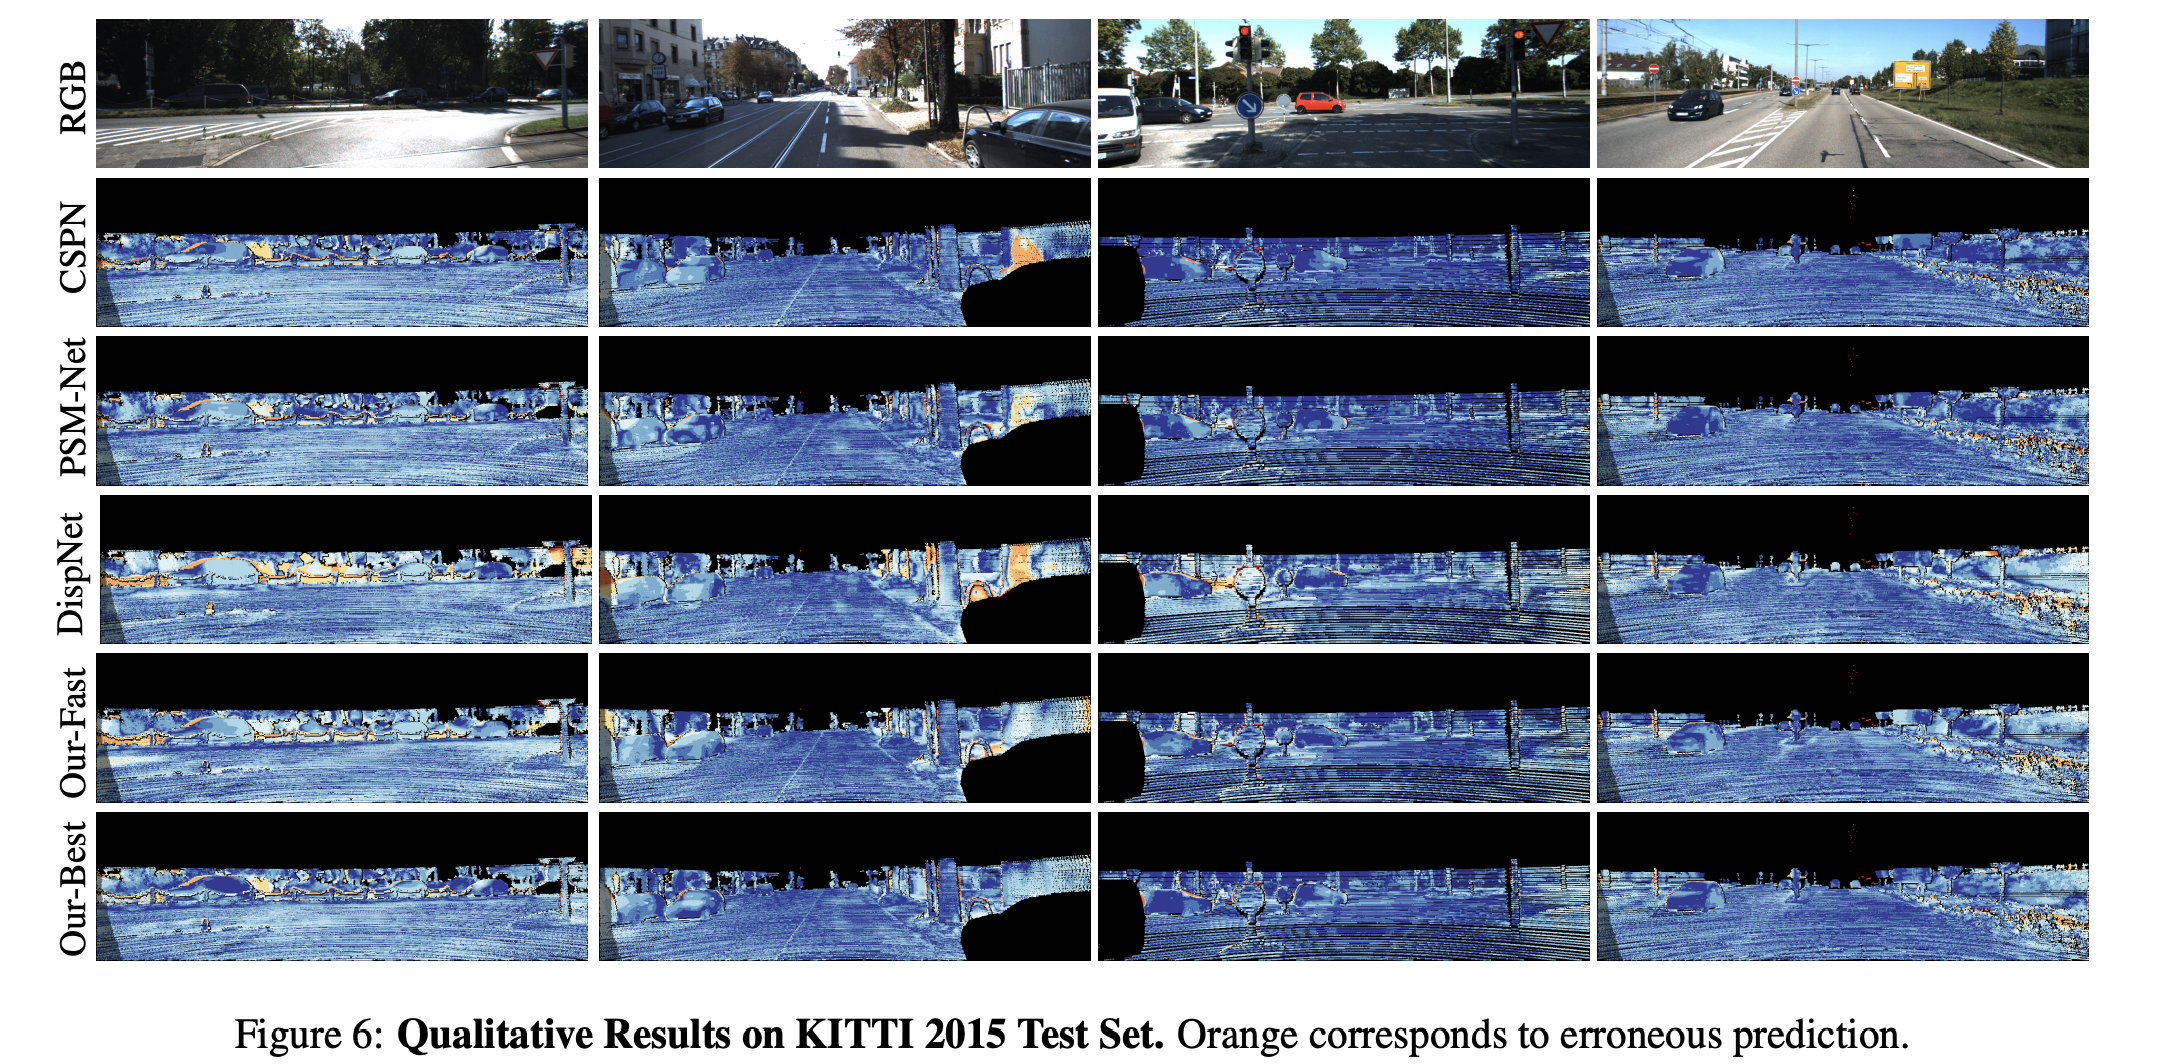 RGB
CSPN
PSM-Net
DispNet
Our-Fast
Our-Best
Figure 6: Qualitative Results on KITTI 2015 Test Set. Orange corresponds to erroneous prediction.